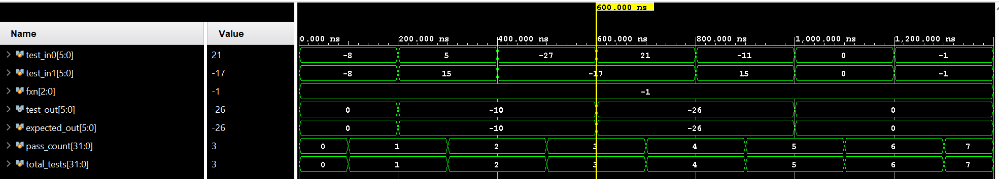 600.000 ns
Name Value
0.000 ns 200.000 ns 400.000 ns 600.000 ns 800.000 ns 1,000.000 ns 1,200.000 ns
test_in0[5:0] 21 -8 5 -27 21 -11 0 -1
test_in1[5:0] -17 -8 15 -17 15 0 -1
fxn[2:0] -1 -1
test_out[5:0] -26 0 -10 -26 0
expected_out[5:0] -26 0 -10 -26 0
pass_count[31:0] 3 0 1 2 3 4 5 6 7
total_tests[31:0] 3 0 1 2 3 4 5 6 7